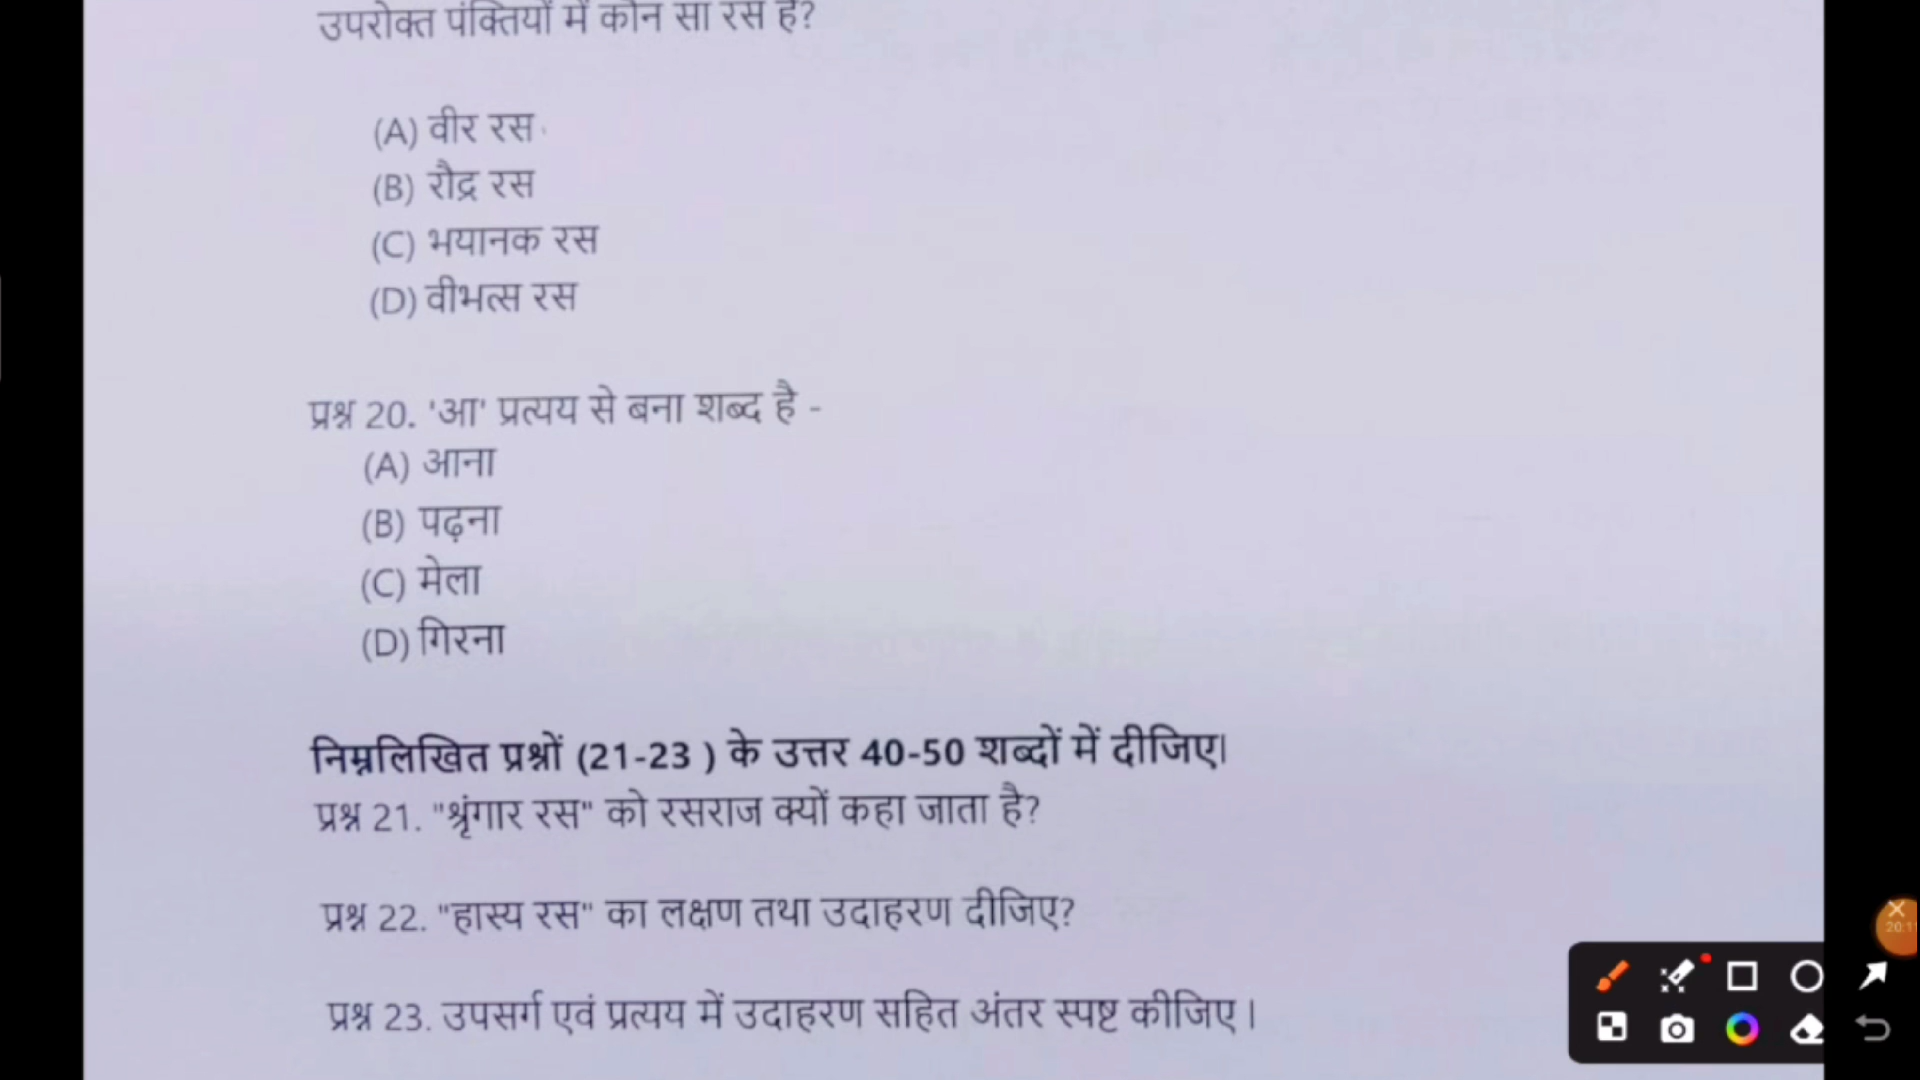 उपरोक्त पंक्तियों में कौन सा रस है?
(A) वीर रस
(B) रौद्र रस
(C) भयानक रस
(D) वीभत्स रस
प्रश्न 20. 'आ' प्रत्यय से बना शब्द है -
(A) आना
(B) पढ़ना
(C) मेला
(D) गिरना
निम्नलिखित प्रश्नों (21-23 ) के उत्तर 40-50 शब्दों में दीजिए।
प्रश्न 21. "श्रृंगार रस" को रसराज क्यों कहा जाता है?
प्रश्न 22. "हास्य रस" का लक्षण तथा उदाहरण दीजिए?
प्रश्न 23. उपसर्ग एवं प्रत्यय में उदाहरण सहित अंतर स्पष्ट कीजिए।